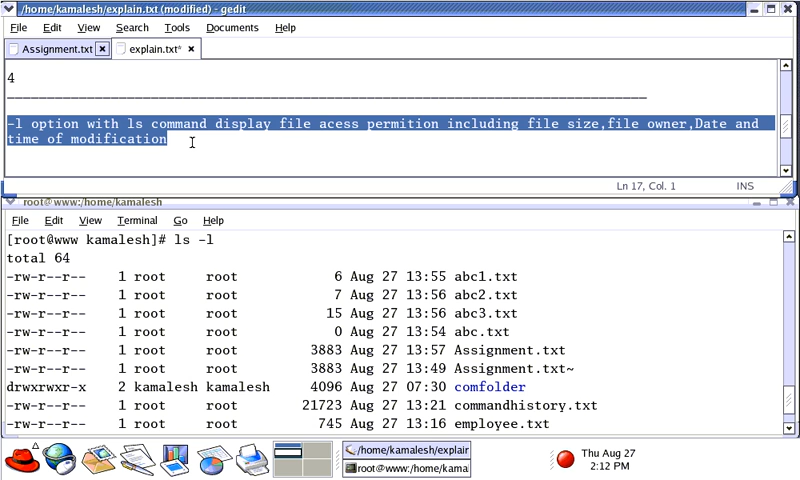 /home/kamalesh/explain.txt (modified) - gedit
File Edit View Search Tools Documents Help
Assignment.txt explain.txt*
4
-l option with ls command display file acess permition including file size,file owner,Date and
time of modification
Ln 17, Col. 1 INS
root@www:/home/kamalesh
File Edit View Terminal Go Help
[root@www kamalesh]# ls -l
total 64
-rw-r--r-- 1 root root 6 Aug 27 13:55 abc1.txt
-rw-r--r-- 1 root root 7 Aug 27 13:56 abc2.txt
-rw-r--r-- 1 root root 15 Aug 27 13:56 abc3.txt
-rw-r--r-- 1 root root 0 Aug 27 13:54 abc.txt
-rw-r--r-- 1 root root 3883 Aug 27 13:57 Assignment.txt
-rw-r--r-- 1 root root 3883 Aug 27 13:49 Assignment.txt~
drwxrwxr-x 2 kamalesh kamalesh 4096 Aug 27 07:30 comfolder
-rw-r--r-- 1 root root 21723 Aug 27 13:21 commandhistory.txt
-rw-r--r-- 1 root root 745 Aug 27 13:16 employee.txt
/home/kamalesh/explain
root@www:/home/kamal
Thu Aug 27
2:12 PM